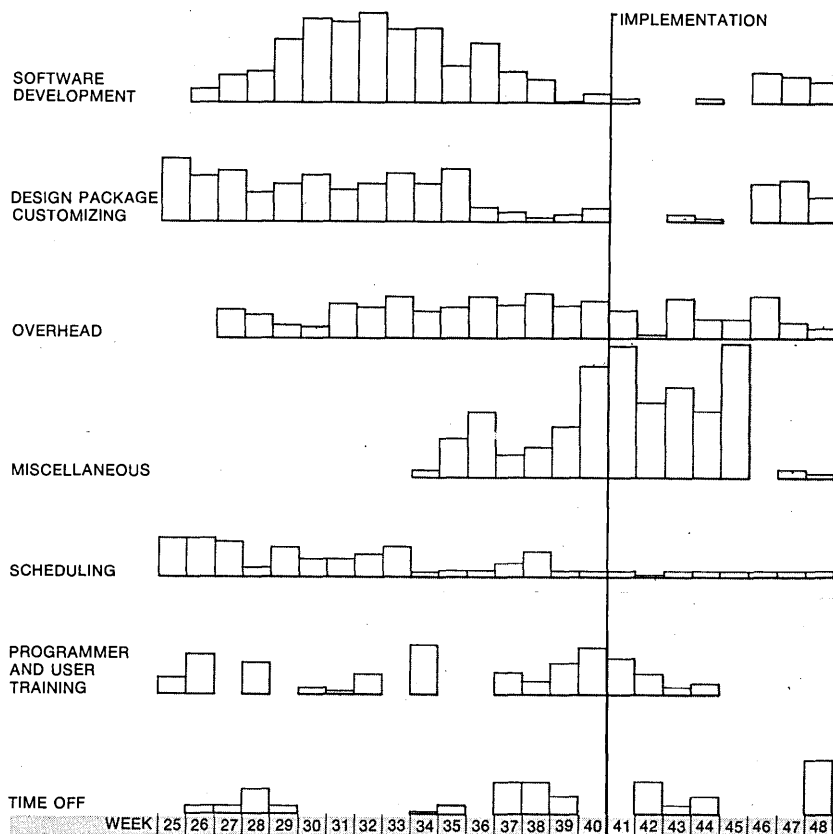 IMPLEMENTATION
SOFTWARE
DEVELOPMENT
DESIGN PACKAGE
CUSTOMIZING
OVERHEAD
MISCELLANEOUS
SCHEDULING
PROGRAMMER
AND USER
TRAINING
TIME OFF
WEEK 25 26 27 28 29 30 31 32 33 34 35 36 37 38 39 40 41 42 43 44 45 46 47 48